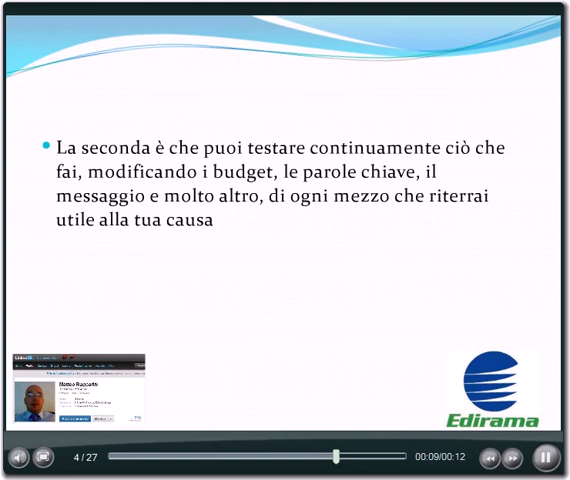 La seconda è che puoi testare continuamente ciò che
fai, modificando i budget, le parole chiave, il
messaggio e molto altro, di ogni mezzo che riterrai
utile alla tua causa
Matteo Rapparini
Edirama
4 / 27
00:09/00:12